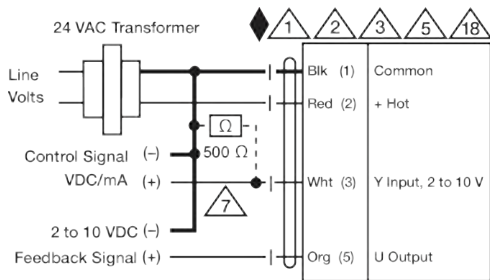 24 VAC Transformer
1 2 3 5 18
Line
Volts
Blk (1) Common
Red (2) + Hot
Ω
500 Ω
Control Signal (–)
VDC/mA (+)
7
Wht (3) Y Input, 2 to 10 V
2 to 10 VDC (–)
Feedback Signal (+)
Org (5) U Output